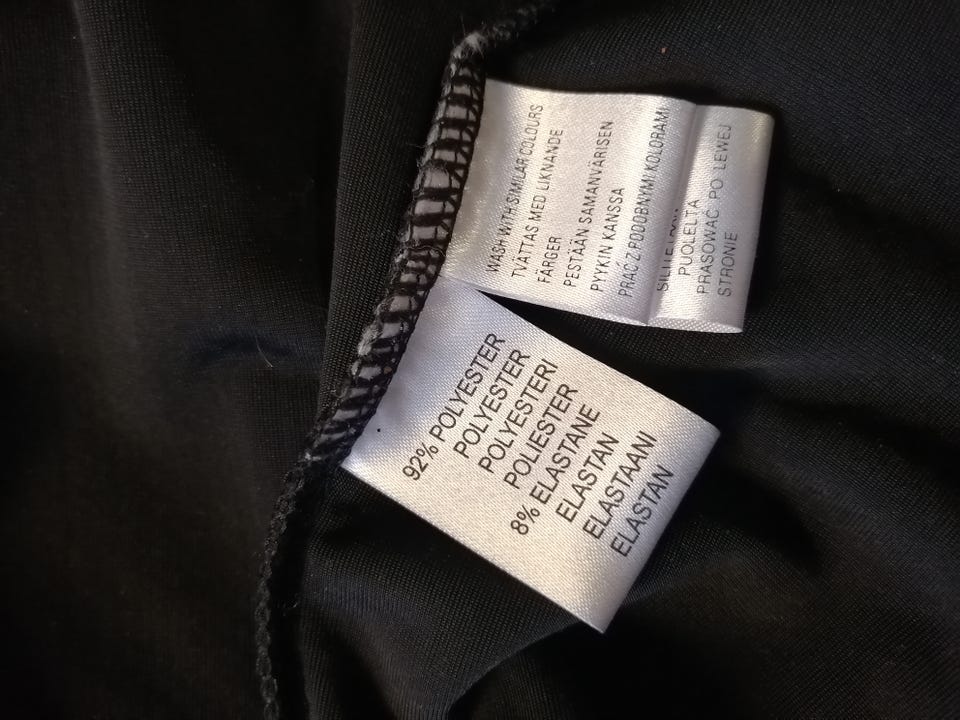 WASH WITH SIMILAR COLOURS
TVÄTTAS MED LIKNANDE
FÄRGER
PESTÄÄN SAMANVÄRISEN
PYYKIN KANSSA
PRAĆ Z PODOBNYMI KOLORAMI
PUOLELTA
PRASOWAĆ PO LEWEJ
STRONIE
92% POLYESTER
POLYESTER
POLYESTERI
POLIESTER
8% ELASTANE
ELASTAN
ELASTAANI
ELASTAN